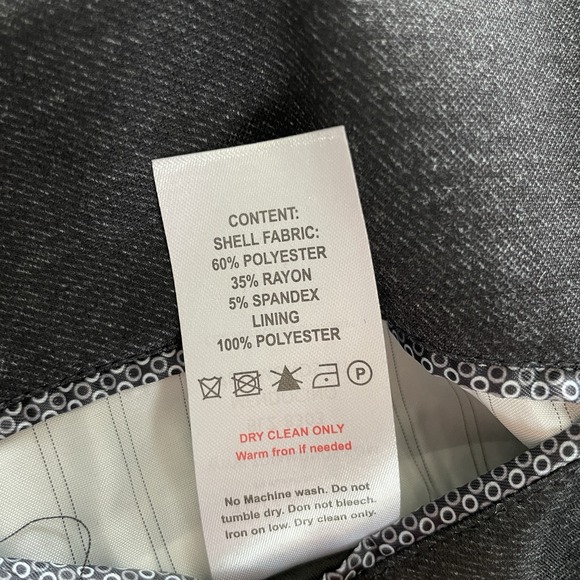 CONTENT:
SHELL FABRIC:
60% POLYESTER
35% RAYON
5% SPANDEX
LINING
100% POLYESTER
P
DRY CLEAN ONLY
Warm fron if needed
No Machine wash. Do not
tumble dry. Don not bleach.
Iron on low. Dry clean only.